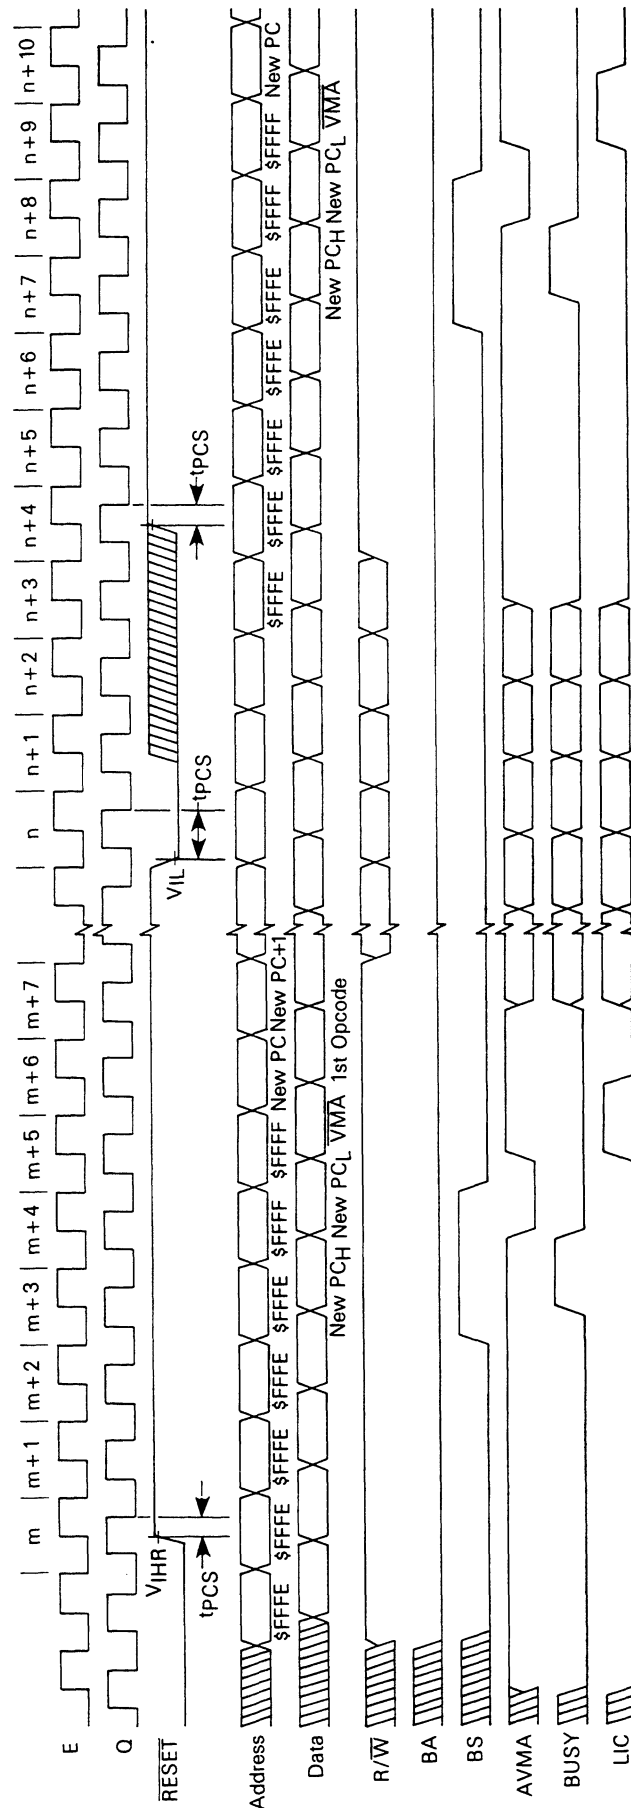 | m | m+1 | m+2 | m+3 | m+4 | m+5 | m+6 | m+7 | | n | n+1 | n+2 | n+3 | n+4 | n+5 | n+6 | n+7 | n+8 | n+9 | n+10 |
E
Q
VIHR
tPCS
VIL
tPCS
tPCS
RESET
Address
$FFFE $FFFE $FFFE $FFFE $FFFE $FFFF $FFFF New PC New PC+1 $FFFE $FFFE $FFFE $FFFE $FFFE $FFFF $FFFF New PC
Data
New PCH New PCL VMA 1st Opcode New PCH New PCL VMA
R/W
BA
BS
AVMA
BUSY
LIC